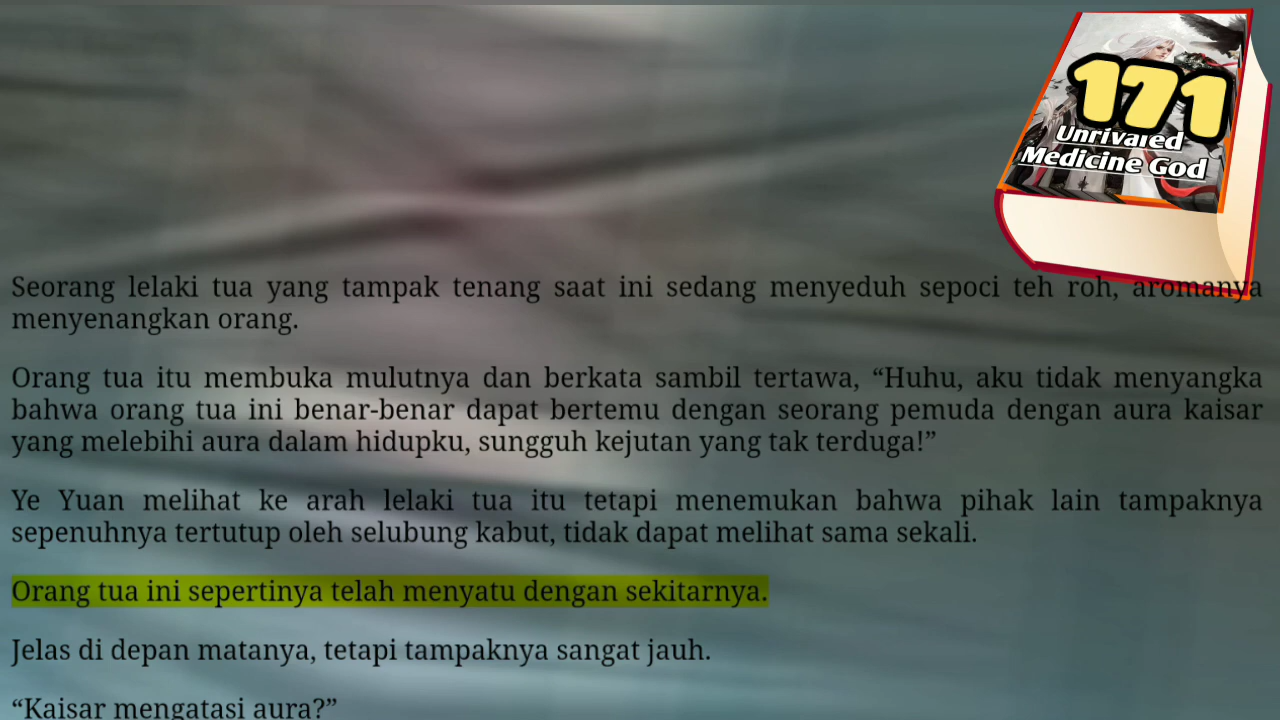 171
Unrivaled
Medicine God
Seorang lelaki tua yang tampak tenang saat ini sedang menyeduh sepoci teh roh, aromanya
menyenangkan orang.
Orang tua itu membuka mulutnya dan berkata sambil tertawa, “Huhu, aku tidak menyangka
bahwa orang tua ini benar-benar dapat bertemu dengan seorang pemuda dengan aura kaisar
yang melebihi aura dalam hidupku, sungguh kejutan yang tak terduga!”
Ye Yuan melihat ke arah lelaki tua itu tetapi menemukan bahwa pihak lain tampaknya
sepenuhnya tertutup oleh selubung kabut, tidak dapat melihat sama sekali.
Orang tua ini sepertinya telah menyatu dengan sekitarnya.
Jelas di depan matanya, tetapi tampaknya sangat jauh.
“Kaisar mengatasi aura?”